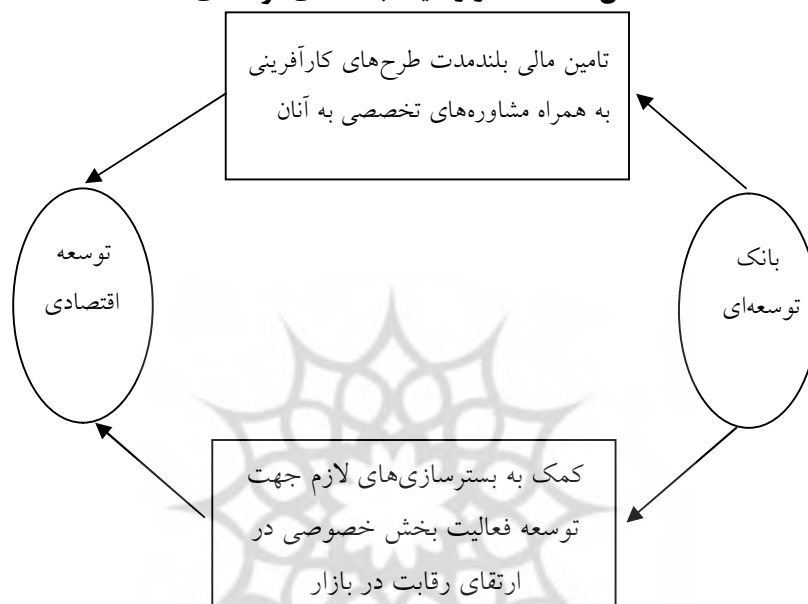 تامین مالی بلندمدت طرح‌های کارآفرینی
به همراه مشاوره‌های تخصصی به آنان
بانک
توسعه‌ای
توسعه
اقتصادی
کمک به بسترسازی‌های لازم جهت
توسعه فعالیت بخش خصوصی در
ارتقای رقابت در بازار